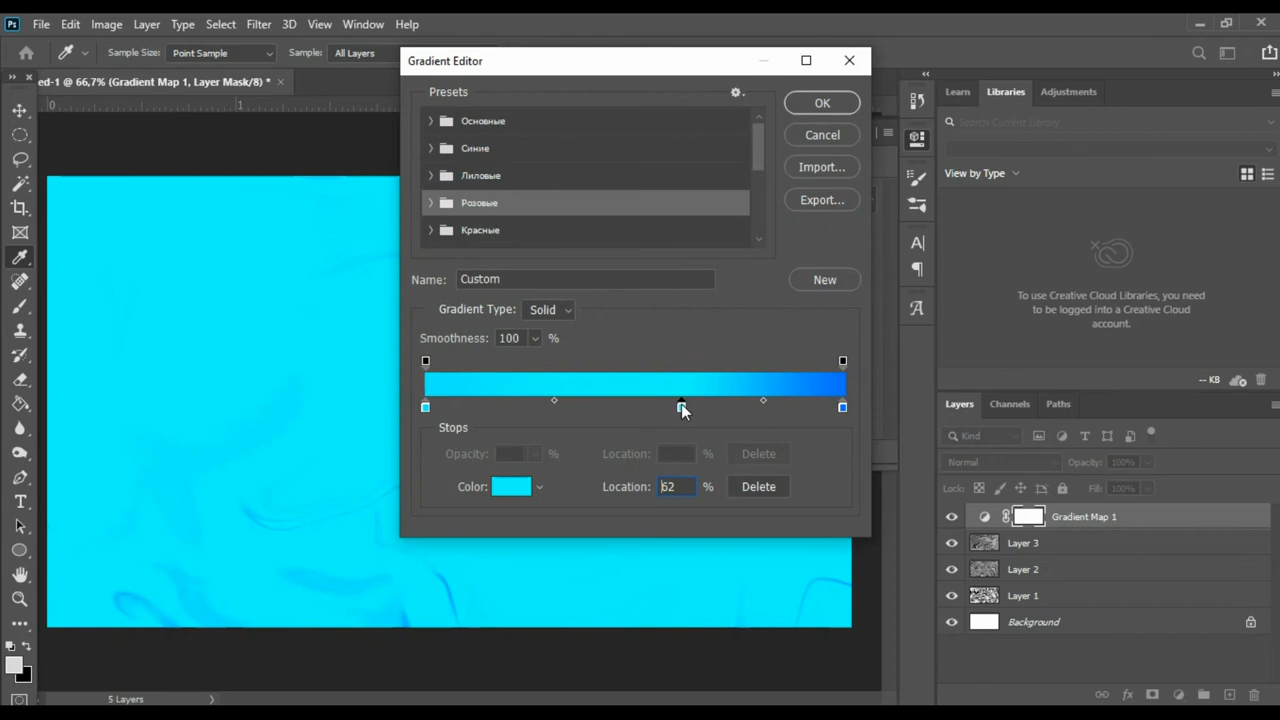 Ps File Edit Image Layer Type Select Filter 3D View Window Help
Sample Size: Point Sample Sample: All Layers
ed-1 @ 66,7% (Gradient Map 1, Layer Mask/8) *
0 1
Gradient Editor
Presets
Основные
Синие
Лиловые
Розовые
Красные
OK
Cancel
Import...
Export...
Name: Custom
New
Gradient Type: Solid
Smoothness: 100 %
Stops
Opacity: % Location: % Delete
Color: Location: 62 % Delete
Learn Libraries Adjustments
Search Current Library
View by Type
To use Creative Cloud Libraries, you need
to be logged into a Creative Cloud
account.
-- KB
Layers Channels Paths
Kind
Normal Opacity: 100%
Lock: Fill: 100%
Gradient Map 1
Layer 3
Layer 2
Layer 1
Background
5 Layers